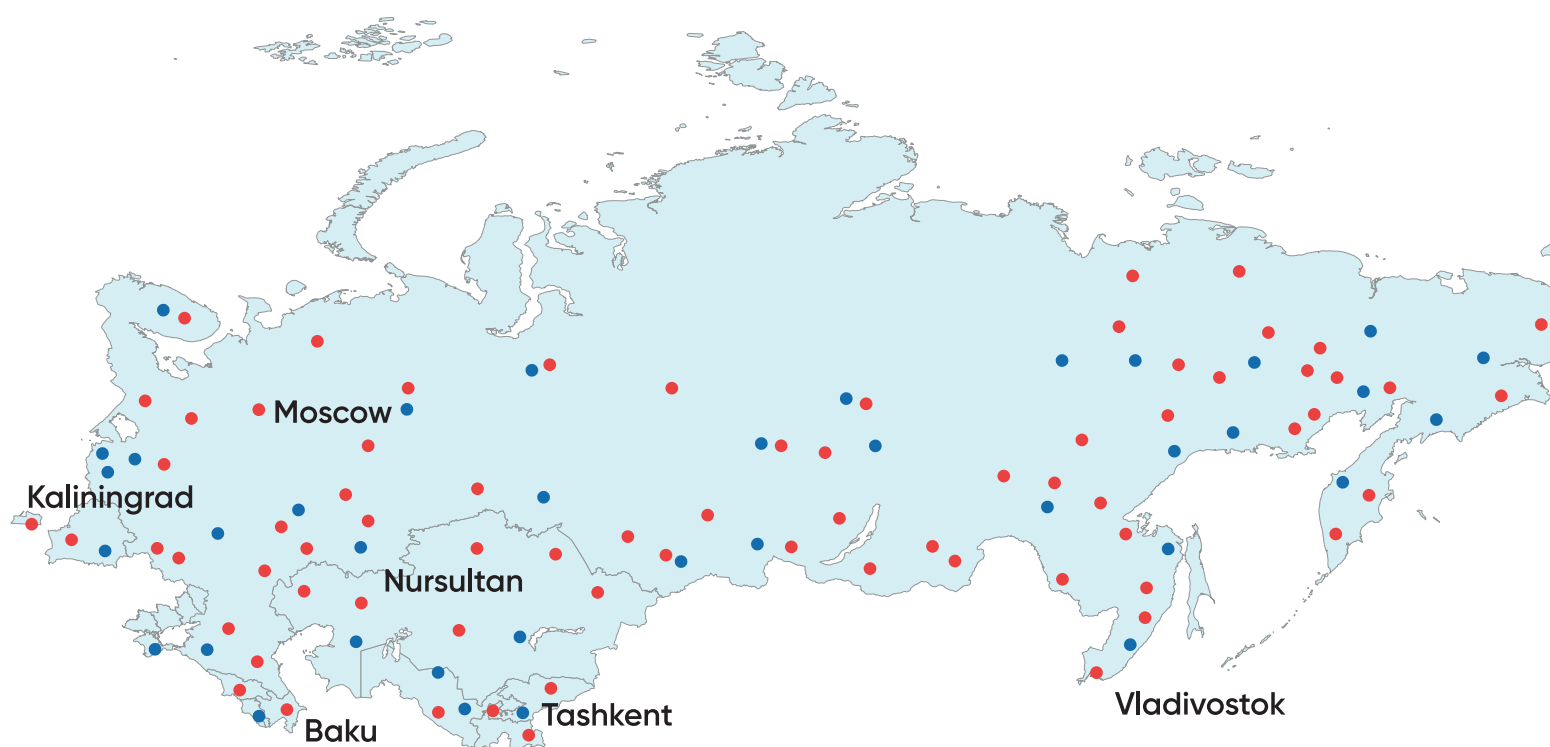 Moscow
Kaliningrad
Nursultan
Tashkent
Vladivostok
Baku